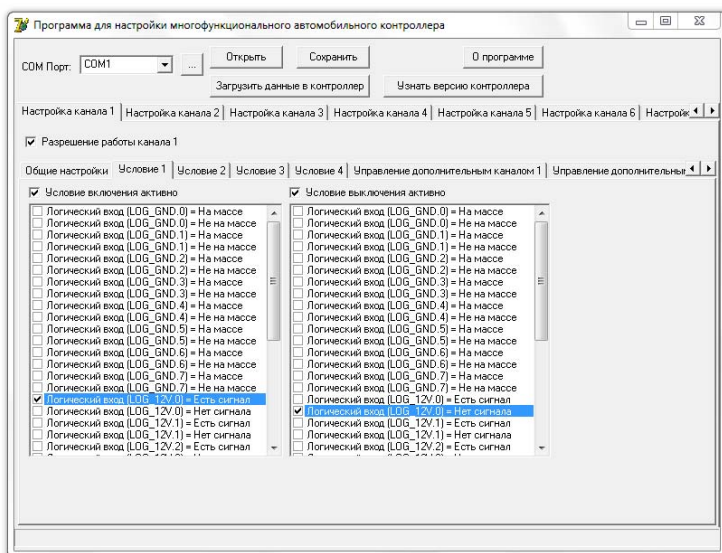 Программа для настройки многофункционального автомобильного контроллера
COM Порт: COM1 ... Открыть Сохранить О программе
Загрузить данные в контроллер Узнать версию контроллера
Настройка канала 1 Настройка канала 2 Настройка канала 3 Настройка канала 4 Настройка канала 5 Настройка канала 6
Разрешение работы канала 1
Общие настройки Условие 1 Условие 2 Условие 3 Условие 4 Управление дополнительным каналом 1 Управление
Условие включения активно
Логический вход (LOG_GND.0) = На массе
Логический вход (LOG_GND.0) = Не на массе
Логический вход (LOG_GND.1) = На массе
Логический вход (LOG_GND.1) = Не на массе
Логический вход (LOG_GND.2) = На массе
Логический вход (LOG_GND.2) = Не на массе
Логический вход (LOG_GND.3) = На массе
Логический вход (LOG_GND.3) = Не на массе
Логический вход (LOG_GND.4) = На массе
Логический вход (LOG_GND.4) = Не на массе
Логический вход (LOG_GND.5) = На массе
Логический вход (LOG_GND.5) = Не на массе
Логический вход (LOG_GND.6) = На массе
Логический вход (LOG_GND.6) = Не на массе
Логический вход (LOG_GND.7) = На массе
Логический вход (LOG_GND.7) = Не на массе
Логический вход (LOG_12V.0) = Есть сигнал
Логический вход (LOG_12V.0) = Нет сигнала
Логический вход (LOG_12V.1) = Есть сигнал
Логический вход (LOG_12V.1) = Нет сигнала
Логический вход (LOG_12V.2) = Есть сигнал
Условие выключения активно
Логический вход (LOG_GND.0) = На массе
Логический вход (LOG_GND.0) = Не на массе
Логический вход (LOG_GND.1) = На массе
Логический вход (LOG_GND.1) = Не на массе
Логический вход (LOG_GND.2) = На массе
Логический вход (LOG_GND.2) = Не на массе
Логический вход (LOG_GND.3) = На массе
Логический вход (LOG_GND.3) = Не на массе
Логический вход (LOG_GND.4) = На массе
Логический вход (LOG_GND.4) = Не на массе
Логический вход (LOG_GND.5) = На массе
Логический вход (LOG_GND.5) = Не на массе
Логический вход (LOG_GND.6) = На массе
Логический вход (LOG_GND.6) = Не на массе
Логический вход (LOG_GND.7) = На массе
Логический вход (LOG_GND.7) = Не на массе
Логический вход (LOG_12V.0) = Есть сигнал
Логический вход (LOG_12V.0) = Нет сигнала
Логический вход (LOG_12V.1) = Есть сигнал
Логический вход (LOG_12V.1) = Нет сигнала
Логический вход (LOG_12V.2) = Есть сигнал